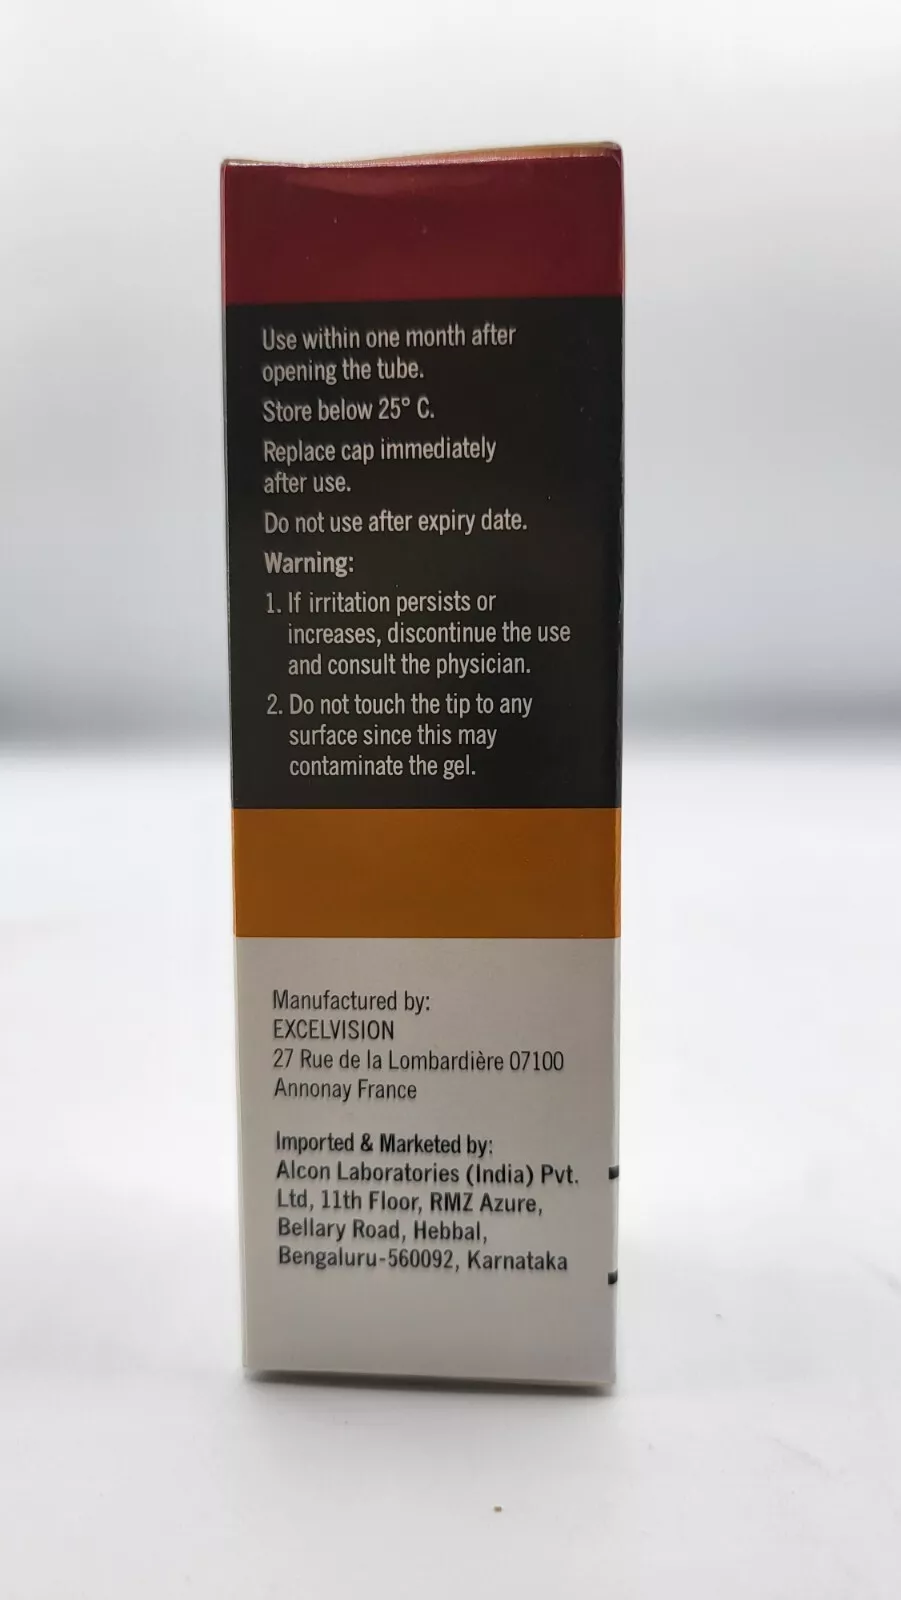 Use within one month after
opening the tube.
Store below 25° C.
Replace cap immediately
after use.
Do not use after expiry date.
Warning:
1. If irritation persists or
increases, discontinue the use
and consult the physician.
2. Do not touch the tip to any
surface since this may
contaminate the gel.
Manufactured by:
EXCELVISION
27 Rue de la Lombardière 07100
Annonay France
Imported & Marketed by:
Alcon Laboratories (India) Pvt.
Ltd, 11th Floor, RMZ Azure,
Bellary Road, Hebbal,
Bengaluru-560092, Karnataka